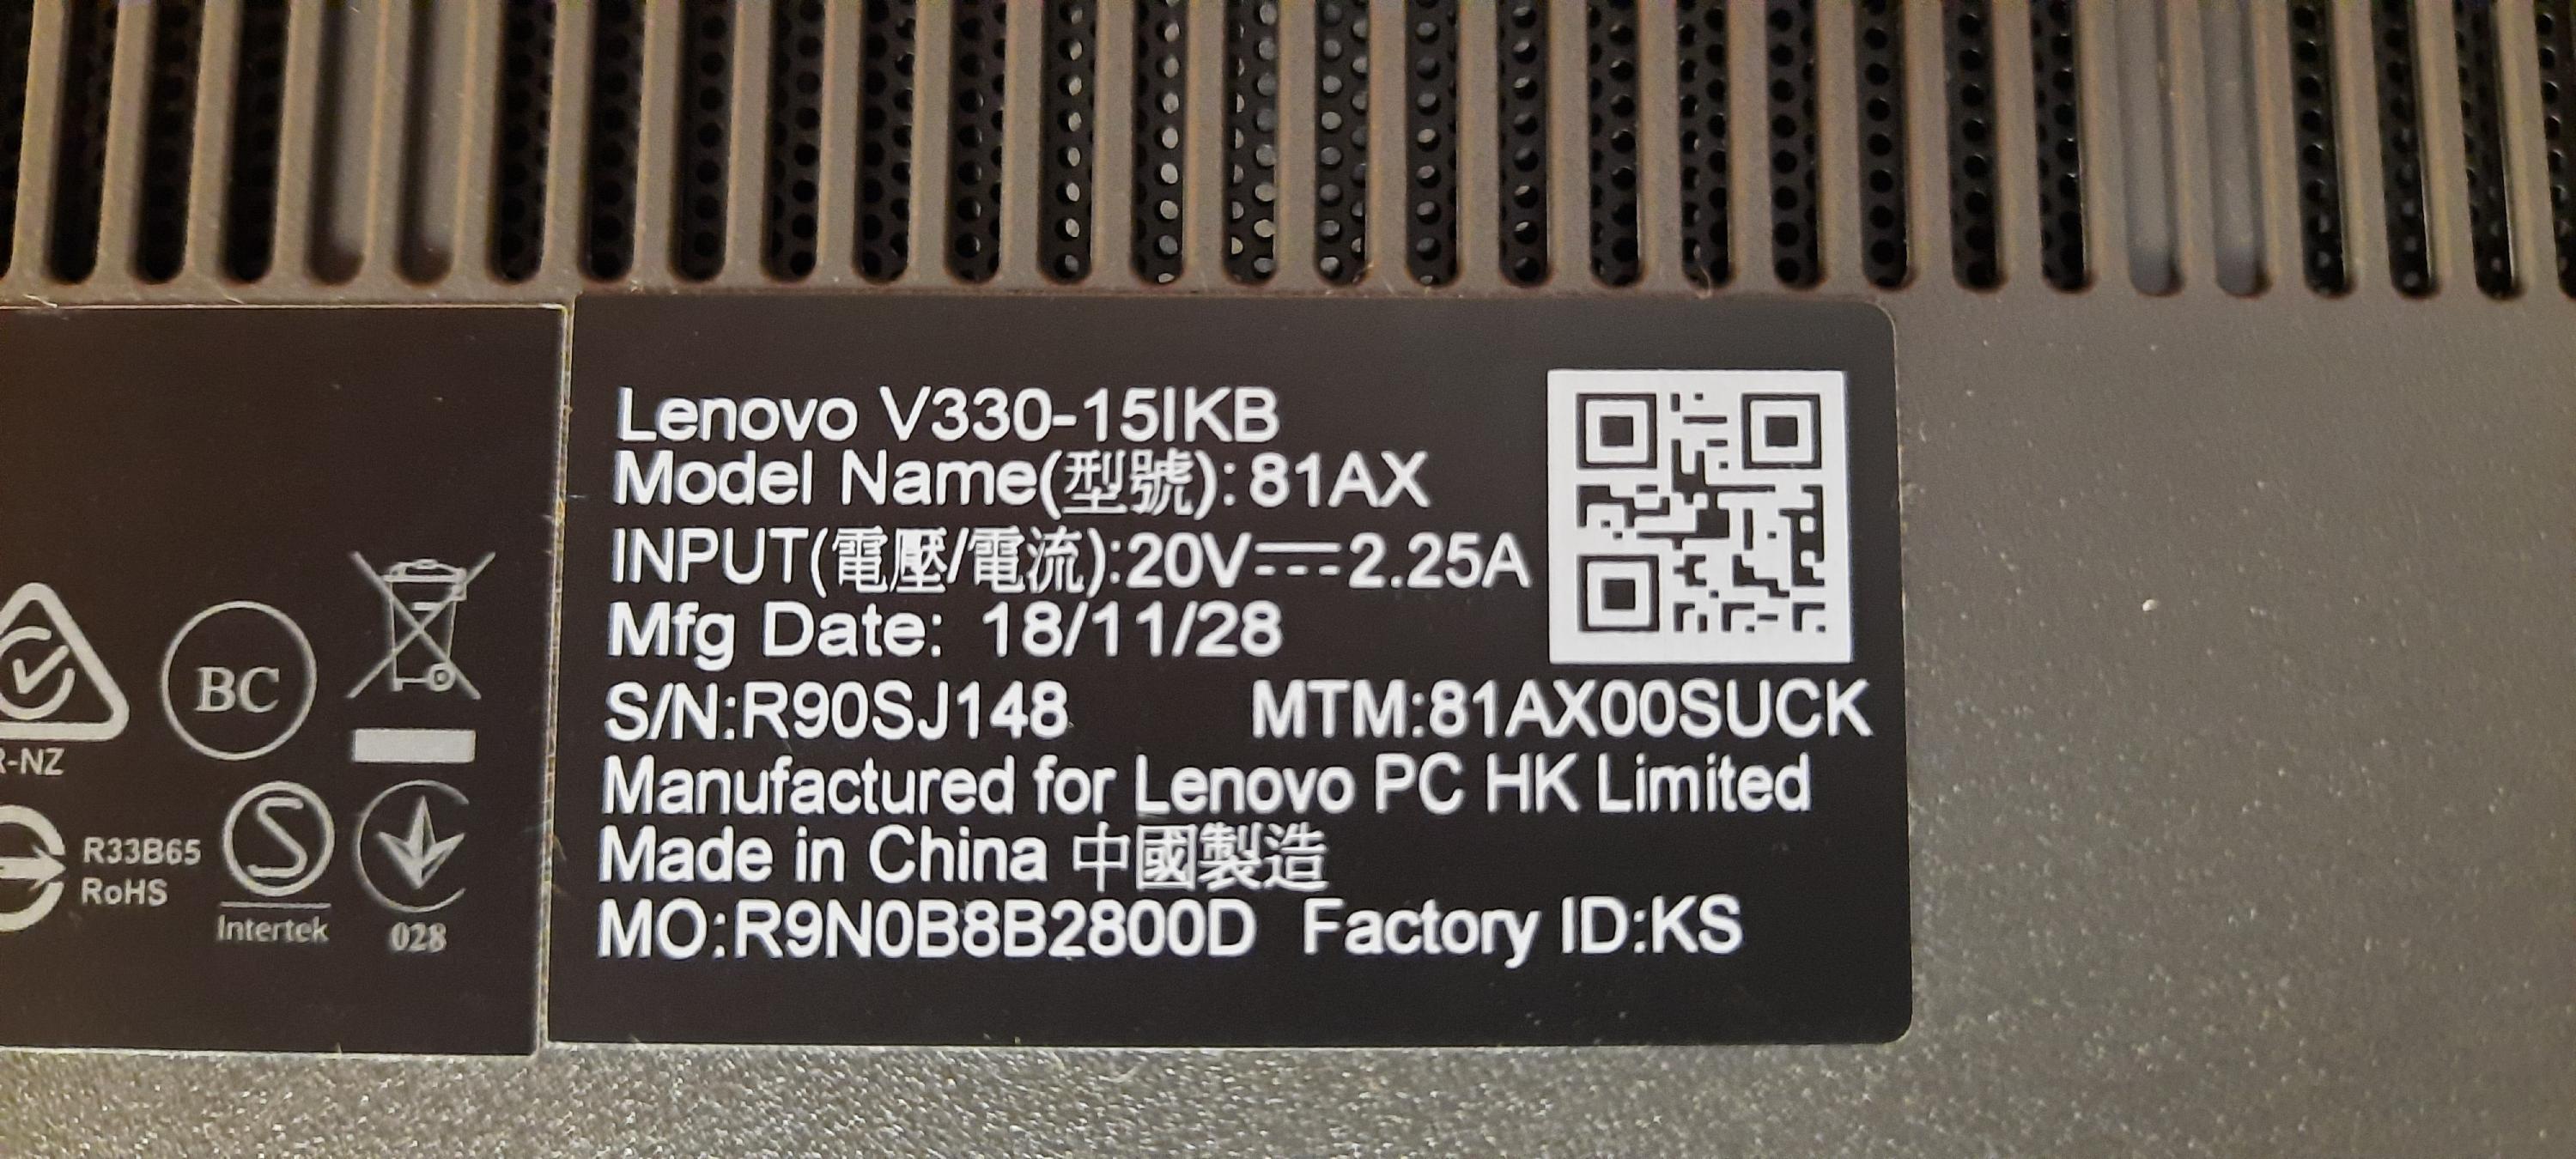 Lenovo V330-15IKB
Model Name(型號): 81AX
INPUT(電壓/電流):20V⎓2.25A
Mfg Date: 18/11/28
S/N:R90SJ148 MTM:81AX00SUCK
Manufactured for Lenovo PC HK Limited
Made in China 中國製造
MO:R9N0B8B2800D Factory ID:KS
BC
R-NZ
R33B65
RoHS
S
Intertek
028